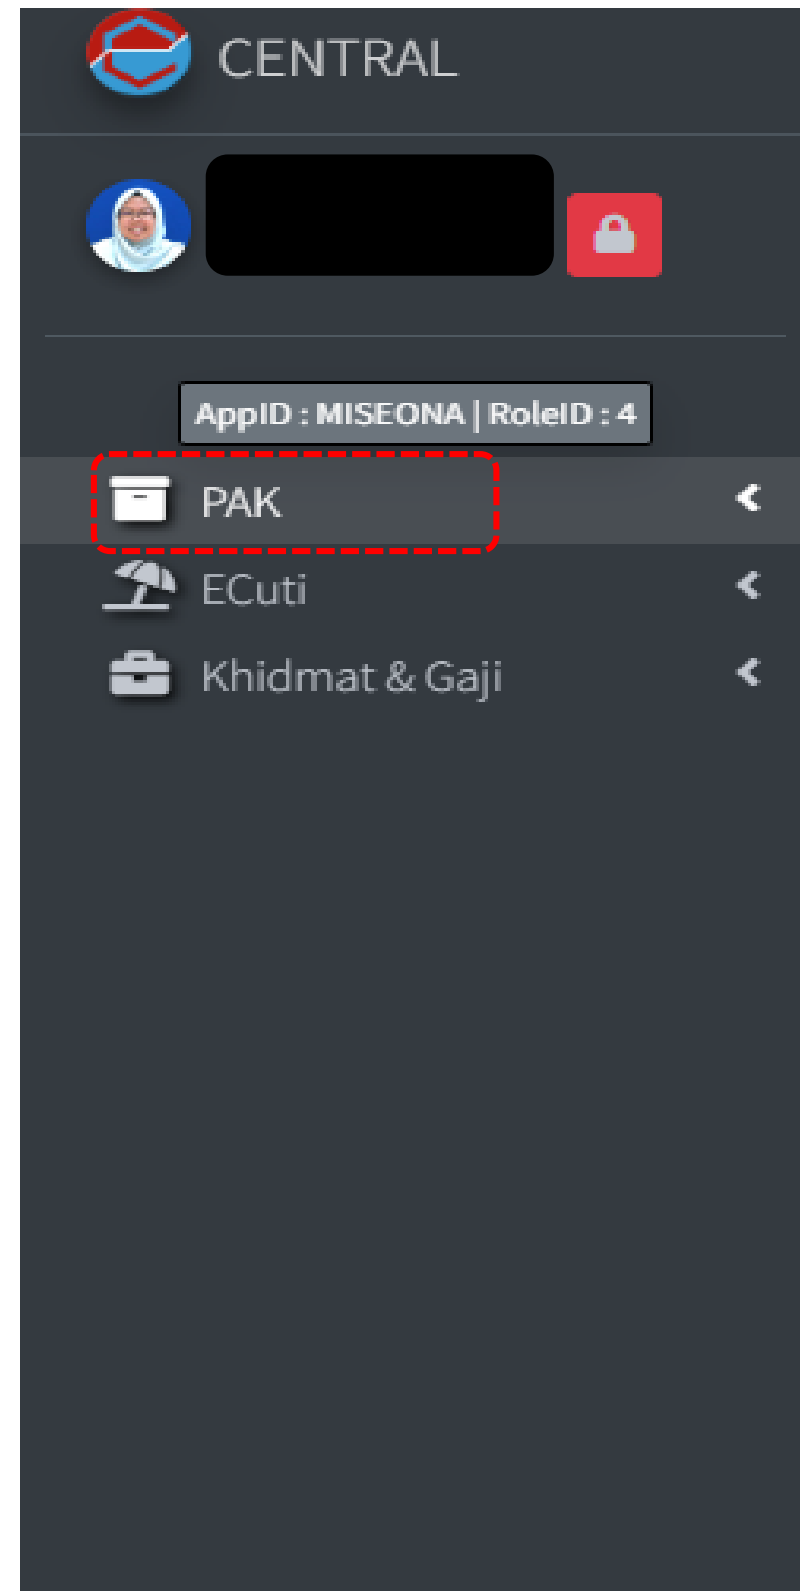 CENTRAL
AppID : MISEONA | RoleID : 4
PAK
ECuti
Khidmat & Gaji